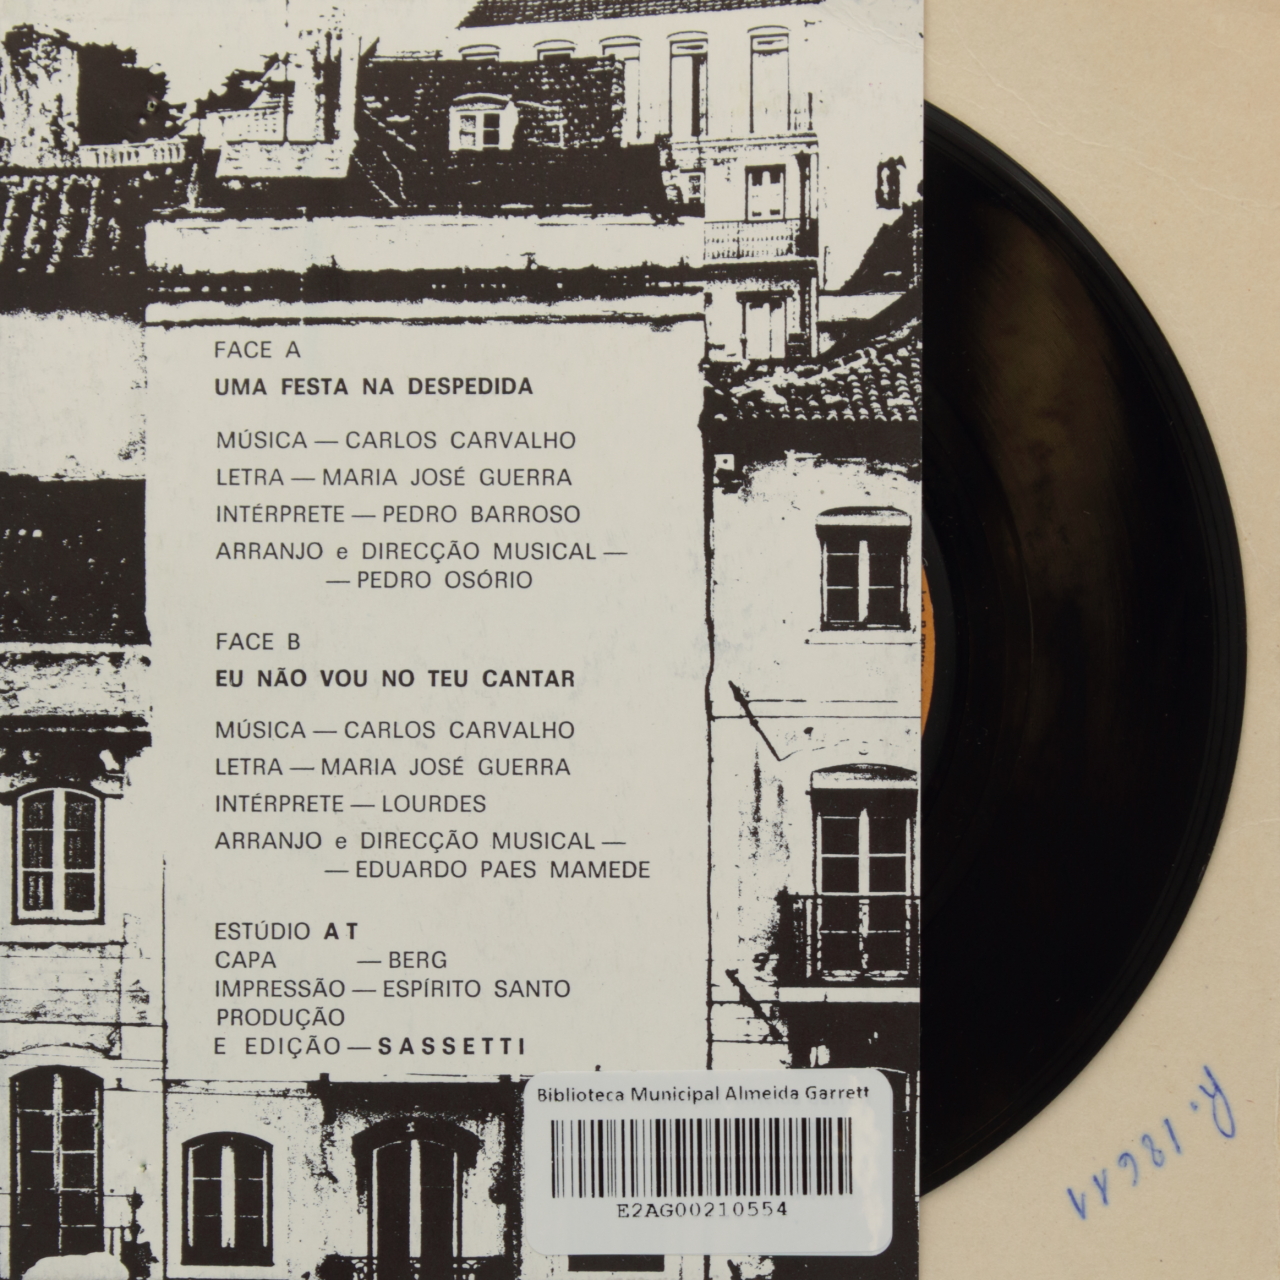 FACE A
UMA FESTA NA DESPEDIDA
MÚSICA — CARLOS CARVALHO
LETRA — MARIA JOSÉ GUERRA
INTÉRPRETE — PEDRO BARROSO
ARRANJO e DIRECÇÃO MUSICAL —
— PEDRO OSÓRIO
FACE B
EU NÃO VOU NO TEU CANTAR
MÚSICA — CARLOS CARVALHO
LETRA — MARIA JOSÉ GUERRA
INTÉRPRETE — LOURDES
ARRANJO e DIRECÇÃO MUSICAL —
— EDUARDO PAES MAMEDE
ESTÚDIO AT
CAPA — BERG
IMPRESSÃO — ESPÍRITO SANTO
PRODUÇÃO
E EDIÇÃO — SASSETTI
Biblioteca Municipal Almeida Garrett
E2AG00210554